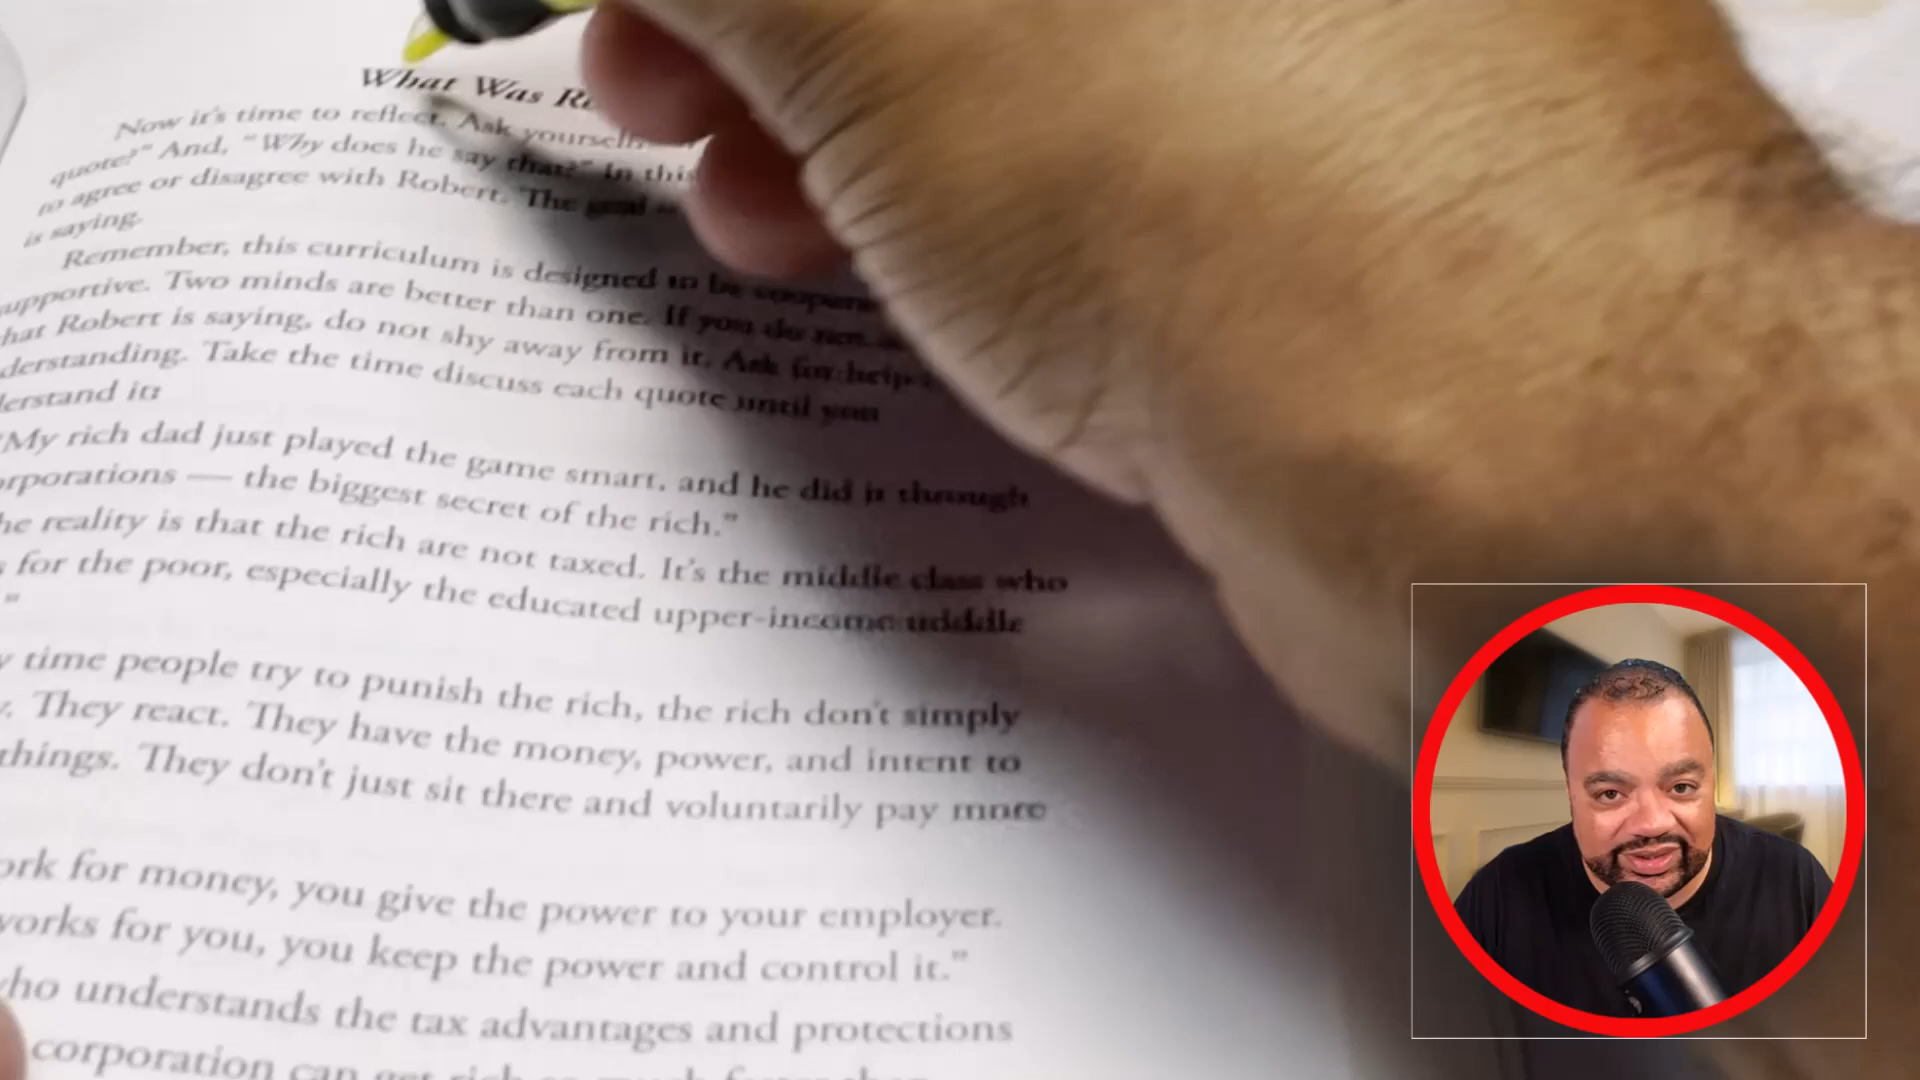 What Was
Now it's time to reflect. Ask yourself,
quote?" And, "Why does he say that?" In this
to agree or disagree with Robert. The goal
is saying.
Remember, this curriculum is designed to be
supportive. Two minds are better than one. If you do not
hat Robert is saying, do not shy away from it. Ask for help
derstanding. Take the time discuss each quote until you
derstand it:
"My rich dad just played the game smart, and he did it through
orporations — the biggest secret of the rich."
he reality is that the rich are not taxed. It's the middle class who
s for the poor, especially the educated upper-income
"
y time people try to punish the rich, the rich don't simply
y. They react. They have the money, power, and intent to
things. They don't just sit there and voluntarily pay more
ork for money, you give the power to your employer.
works for you, you keep the power and control it."
who understands the tax advantages and protections
corporation can get rich so much faster than